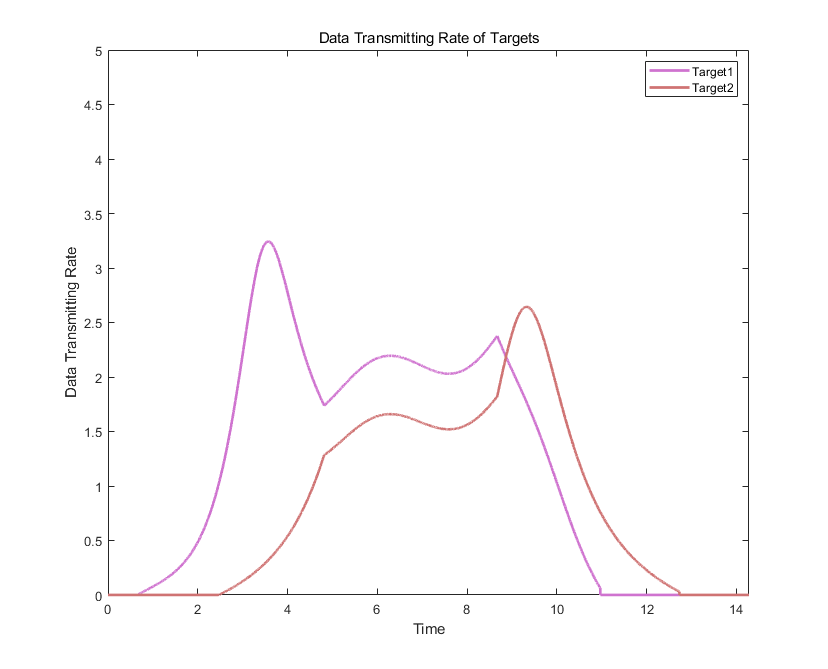 Data Transmitting Rate of Targets
Target1
Target2
Data Transmitting Rate
5
4.5
4
3.5
3
2.5
2
1.5
1
0.5
0
0 2 4 6 8 10 12 14
Time